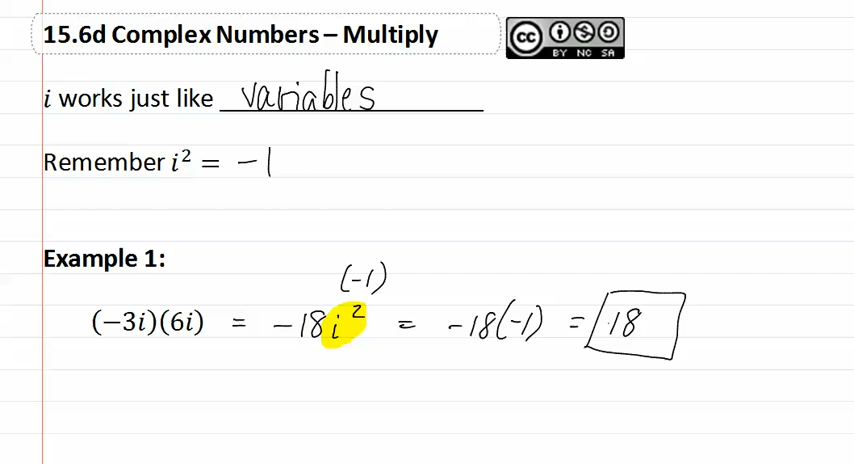 15.6d Complex Numbers – Multiply
cc BY NC SA
i works just like variables
Remember i² = -1
Example 1:
(-1)
(−3i)(6i) = -18i² = -18(-1) = 18